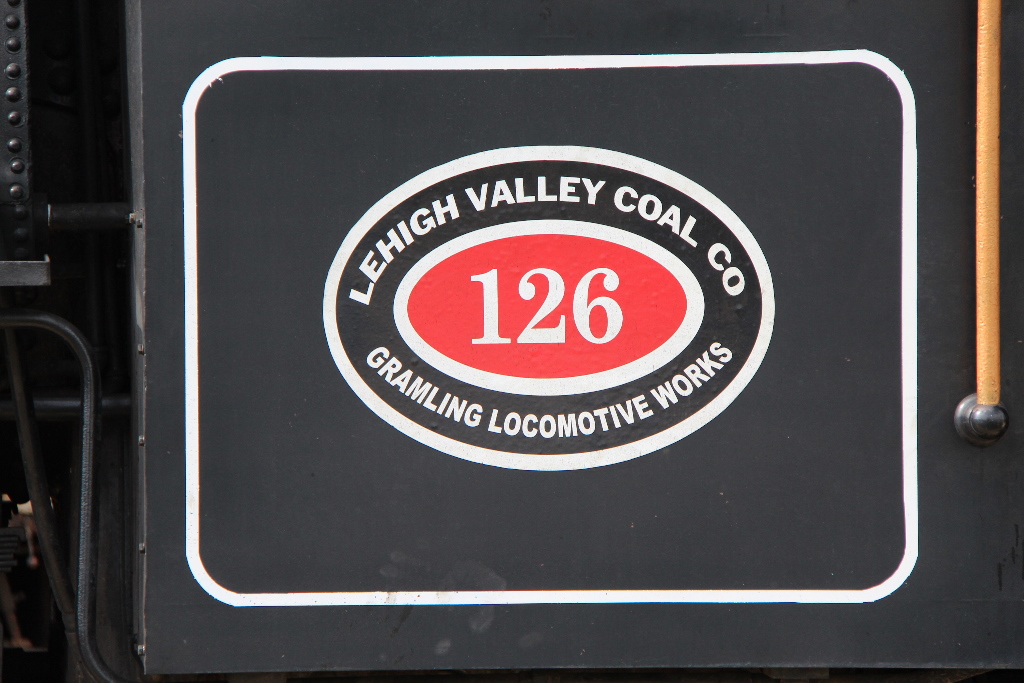 LEHIGH VALLEY COAL CO
126
GRAMLING LOCOMOTIVE WORKS